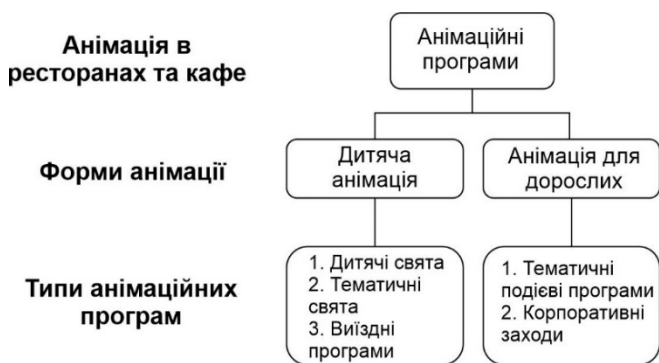 Анімація в
ресторанах та кафе
Анімаційні
програми
Форми анімації
Дитяча
анімація
Анімація для
дорослих
Типи анімаційних
програм
1. Дитячі свята
2. Тематичні
свята
3. Виїздні
програми
1. Тематичні
подієві програми
2. Корпоративні
заходи